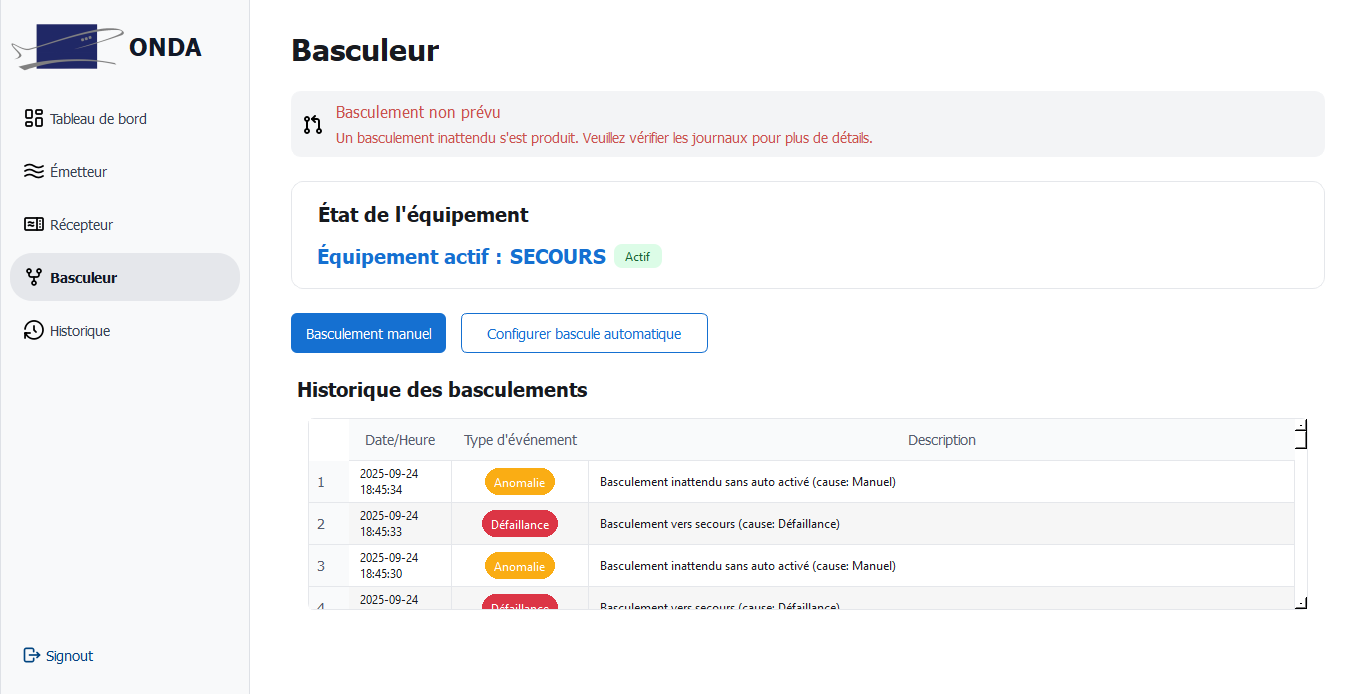 ONDA
Tableau de bord
Émetteur
Récepteur
Basculeur
Historique
Signout
Basculeur
Basculement non prévu
Un basculement inattendu s'est produit. Veuillez vérifier les journaux pour plus de détails.
État de l'équipement
Équipement actif : SECOURS Actif
Basculement manuel Configurer bascule automatique
Historique des basculements
Date/Heure Type d'événement Description
1 2025-09-24 18:45:34 Anomalie Basculement inattendu sans auto activé (cause: Manuel)
2 2025-09-24 18:45:33 Défaillance Basculement vers secours (cause: Défaillance)
3 2025-09-24 18:45:30 Anomalie Basculement inattendu sans auto activé (cause: Manuel)
4 2025-09-24 Défaillance Basculement vers secours (cause: Défaillance)